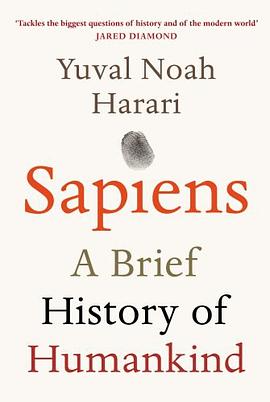 ‘Tackles the biggest questions of history and of the modern world’
JARED DIAMOND
Yuval Noah
Harari
Sapiens
A Brief
History of
Humankind